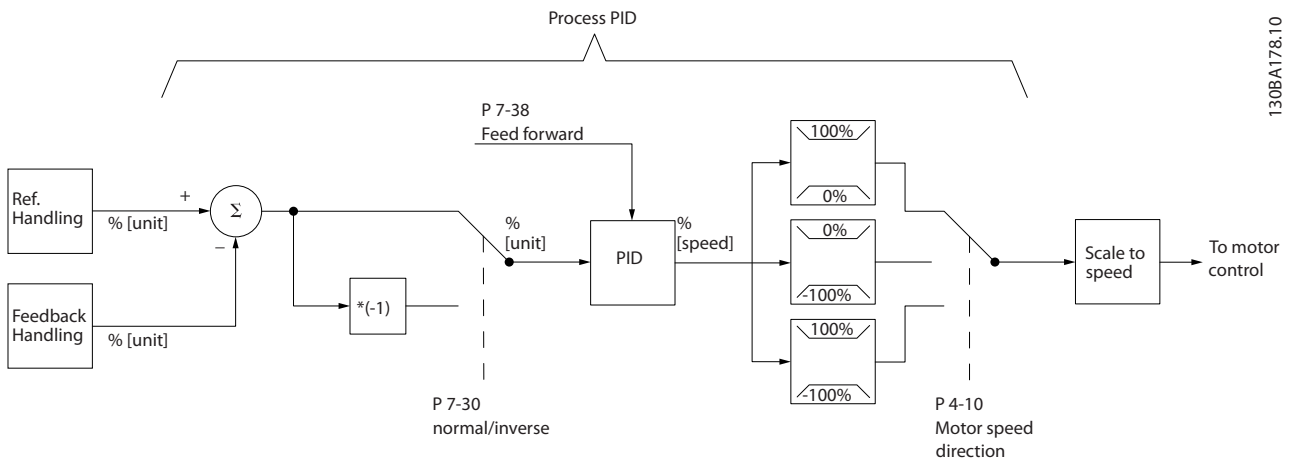 Process PID
130BA178.10
P 7-38
Feed forward
100%
0%
Ref.
Handling
+
% [unit]
Σ
−
%
[unit]
PID
%
[speed]
0%
-100%
Scale to
speed
To motor
control
*(-1)
Feedback
Handling
% [unit]
100%
-100%
P 7-30
normal/inverse
P 4-10
Motor speed
direction